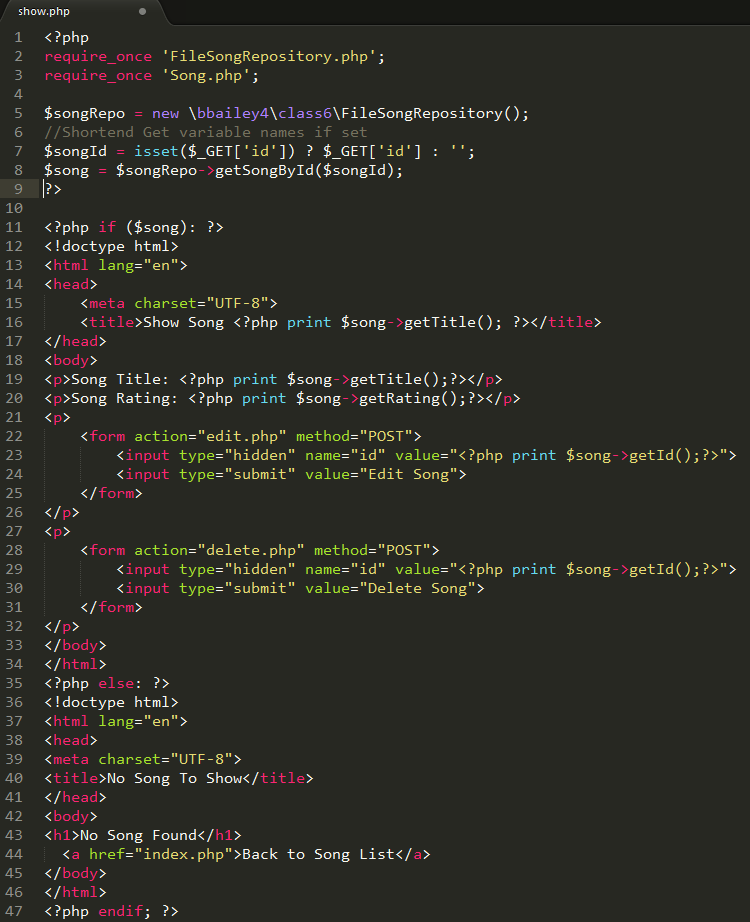 show.php
1 <?php
2 require_once 'FileSongRepository.php';
3 require_once 'Song.php';
4
5 $songRepo = new \bbailey4\class6\FileSongRepository();
6 //Shortend Get variable names if set
7 $songId = isset($_GET['id']) ? $_GET['id'] : '';
8 $song = $songRepo->getSongById($songId);
9 ?>
10
11 <?php if ($song): ?>
12 <!doctype html>
13 <html lang="en">
14 <head>
15     <meta charset="UTF-8">
16     <title>Show Song <?php print $song->getTitle(); ?></title>
17 </head>
18 <body>
19 <p>Song Title: <?php print $song->getTitle();?></p>
20 <p>Song Rating: <?php print $song->getRating();?></p>
21 <p>
22     <form action="edit.php" method="POST">
23         <input type="hidden" name="id" value="<?php print $song->getId();?>">
24         <input type="submit" value="Edit Song">
25     </form>
26 </p>
27 <p>
28     <form action="delete.php" method="POST">
29         <input type="hidden" name="id" value="<?php print $song->getId();?>">
30         <input type="submit" value="Delete Song">
31     </form>
32 </p>
33 </body>
34 </html>
35 <?php else: ?>
36 <!doctype html>
37 <html lang="en">
38 <head>
39 <meta charset="UTF-8">
40 <title>No Song To Show</title>
41 </head>
42 <body>
43 <h1>No Song Found</h1>
44   <a href="index.php">Back to Song List</a>
45 </body>
46 </html>
47 <?php endif; ?>